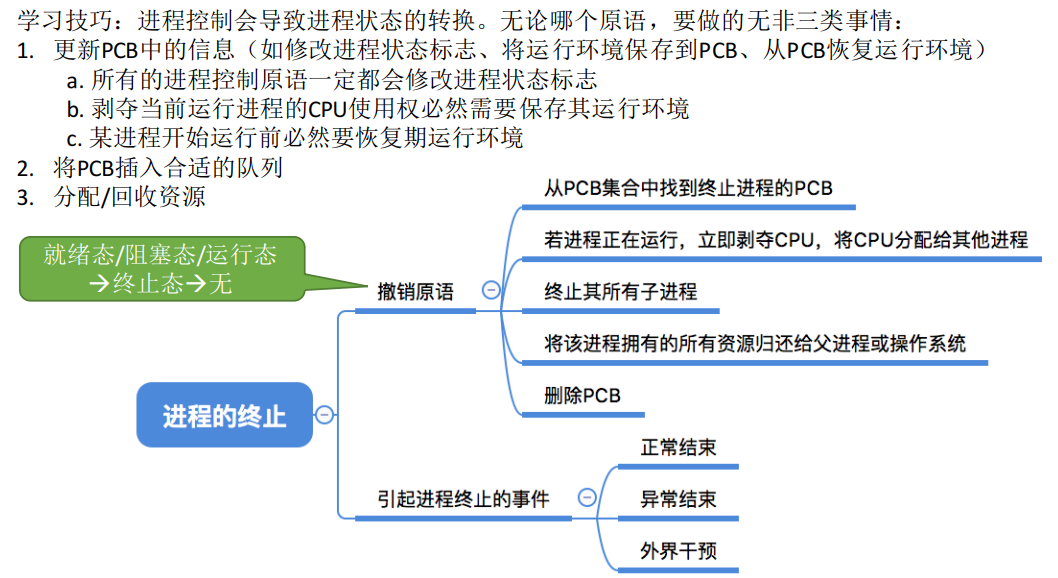 学习技巧：进程控制会导致进程状态的转换。无论哪个原语，要做的无非三类事情：
1. 更新PCB中的信息（如修改进程状态标志、将运行环境保存到PCB、从PCB恢复运行环境）
a. 所有的进程控制原语一定都会修改进程状态标志
b. 剥夺当前运行进程的CPU使用权必然需要保存其运行环境
c. 某进程开始运行前必然要恢复期运行环境
2. 将PCB插入合适的队列
3. 分配/回收资源
从PCB集合中找到终止进程的PCB
若进程正在运行，立即剥夺CPU，将CPU分配给其他进程
就绪态/阻塞态/运行态
→终止态→无
撤销原语
终止其所有子进程
将该进程拥有的所有资源归还给父进程或操作系统
删除PCB
进程的终止
正常结束
引起进程终止的事件
异常结束
外界干预